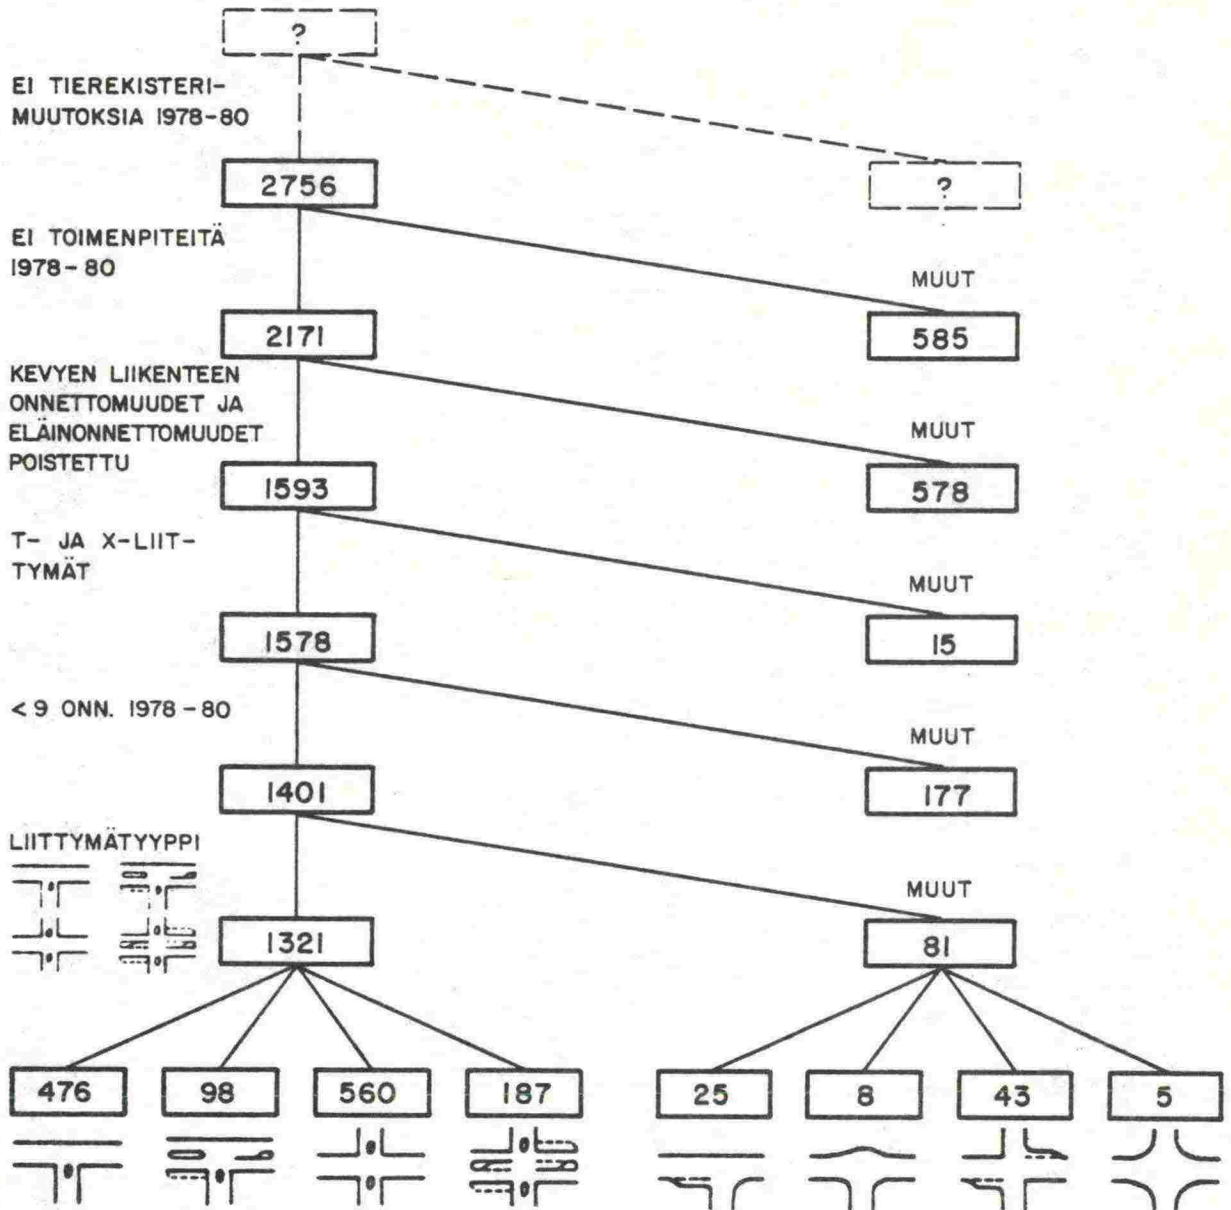 ?
EI TIEREKISTERI-
MUUTOKSIA 1978-80
2756
?
EI TOIMENPITEITÄ
1978-80
MUUT
2171
585
KEVYEN LIIKENTEEN
ONNETTOMUUDET JA
ELÄINONNETTOMUUDET
POISTETTU
MUUT
1593
578
T- JA X-LIIT-
TYMÄT
MUUT
1578
15
<9 ONN. 1978-80
MUUT
1401
177
LIITTYMÄTYYPPI
MUUT
1321
81
476 98 560 187 25 8 43 5